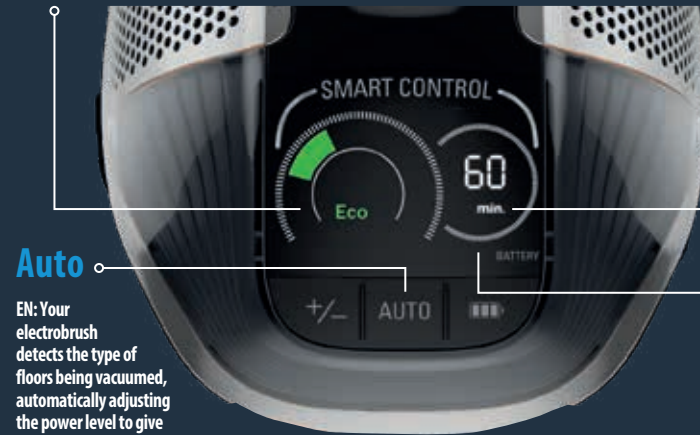 SMART CONTROL
60
min.
Eco
BATTERY
+/− AUTO
Auto
EN: Your
electrobrush
detects the type of
floors being vacuumed,
automatically adjusting
the power level to give